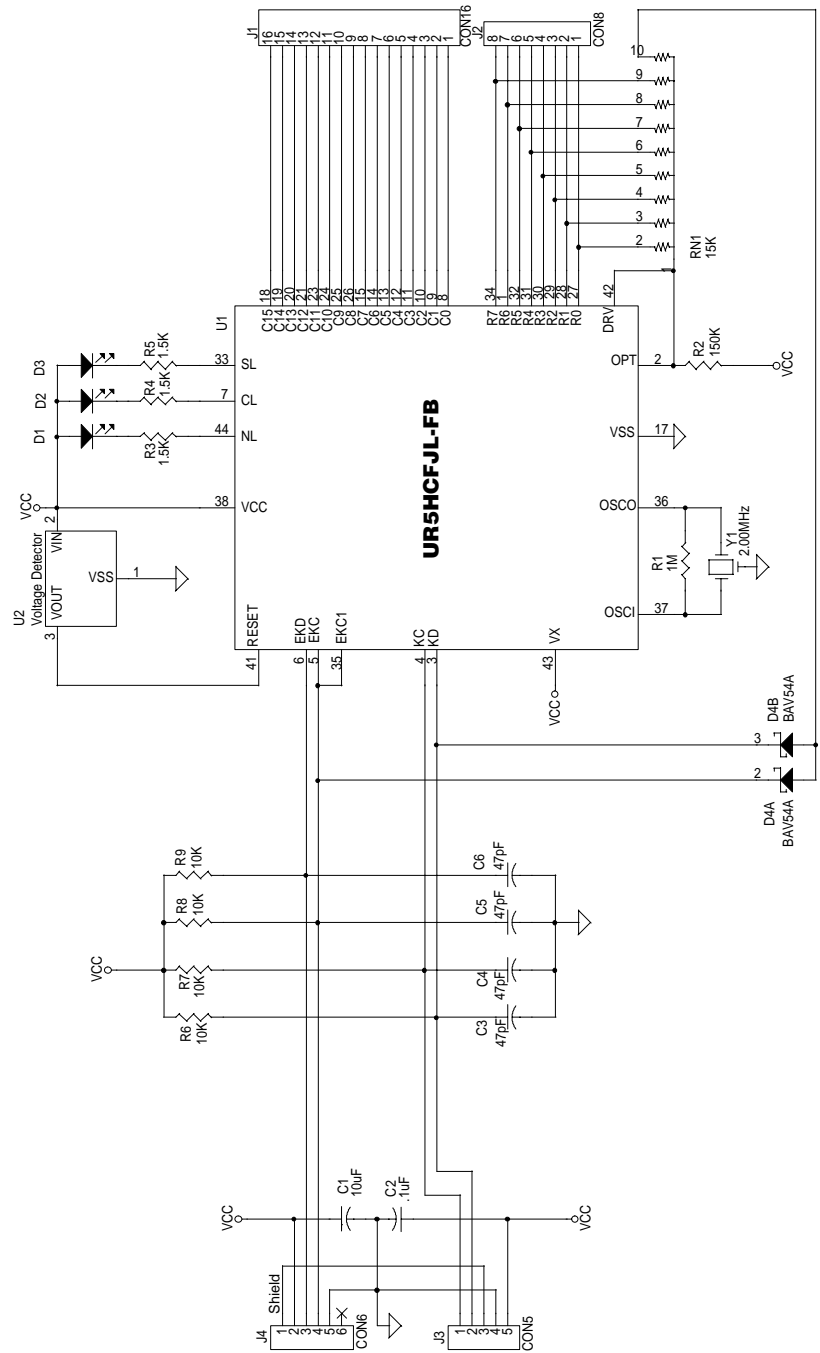 J1
CON16
16
15
14
13
12
11
10
9
8
7
6
5
4
3
2
1
J2
CON8
8
7
6
5
4
3
2
1
10
9
8
7
6
5
4
3
2
1
RN1
15K
U1
UR5HCFJL-FB
18 C15
19 C14
20 C13
21 C12
23 C11
24 C10
25 C9
26 C8
15 C7
14 C6
13 C5
12 C4
11 C3
10 C2
9 C1
8 C0
34 R7
1 R6
32 R5
31 R4
30 R3
29 R2
28 R1
27 R0
42 DRV
OPT 2
R2
150K
VCC
VSS 17
OSCO 36
OSCI 37
R1
1M
Y1
2.00MHz
D3
D2
D1
R5
1.5K
R4
1.5K
R3
1.5K
33 SL
7 CL
44 NL
38 VCC
VCC
U2
Voltage Detector
2 VIN
3 VOUT
VSS 1
41 RESET
6 EKD
5 EKC
35 EKC1
4 KC
3 KD
43 VX
VCC
3
D4B
BAV54A
2
D4A
BAV54A
VCC
R9
10K
R8
10K
R7
10K
R6
10K
C6
47pF
C5
47pF
C4
47pF
C3
47pF
VCC
C1
10uF
C2
.1uF
VCC
J4
Shield
1
2
3
4
5
6
CON6
J3
1
2
3
4
5
CON5